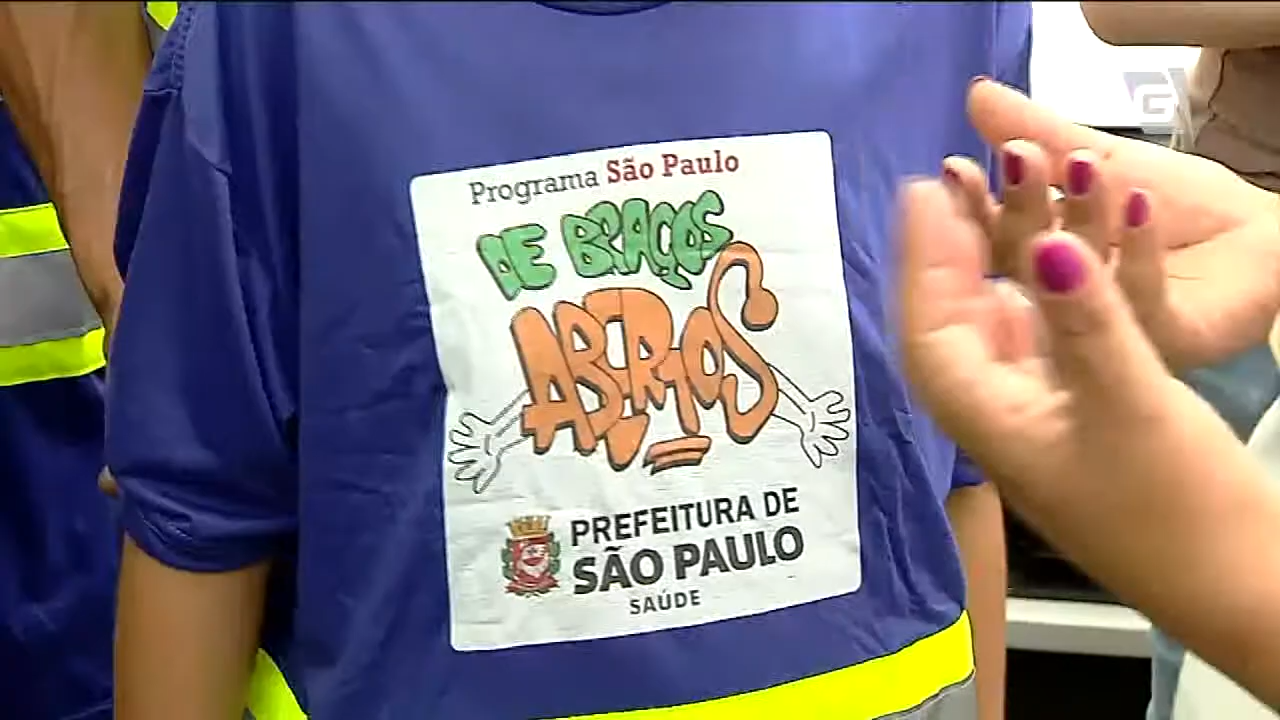 Programa São Paulo
DE BRAÇOS
ABERTOS
PREFEITURA DE
SÃO PAULO
SAÚDE
G